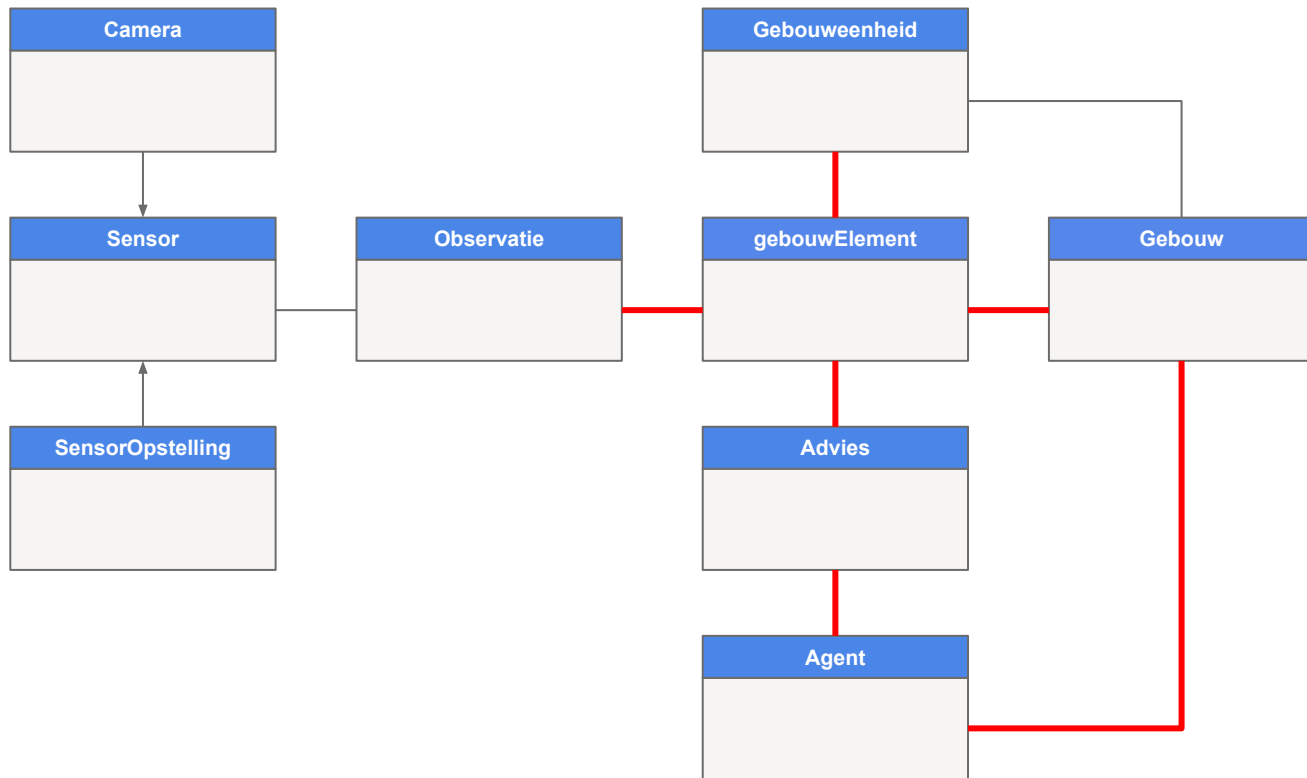 Camera
Gebouweenheid
Sensor
Observatie
gebouwElement
Gebouw
SensorOpstelling
Advies
Agent